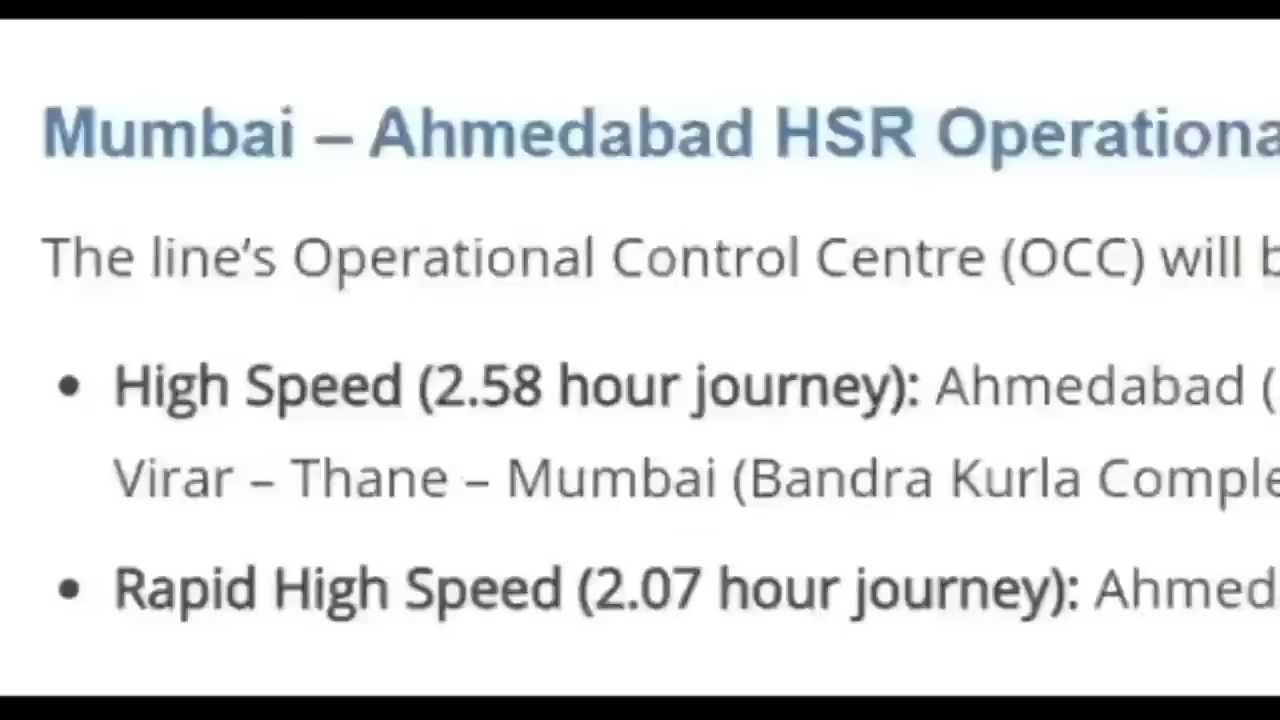 Mumbai – Ahmedabad HSR Operationa
The line’s Operational Control Centre (OCC) will b
• High Speed (2.58 hour journey): Ahmedabad (
Virar – Thane – Mumbai (Bandra Kurla Comple
• Rapid High Speed (2.07 hour journey): Ahmed